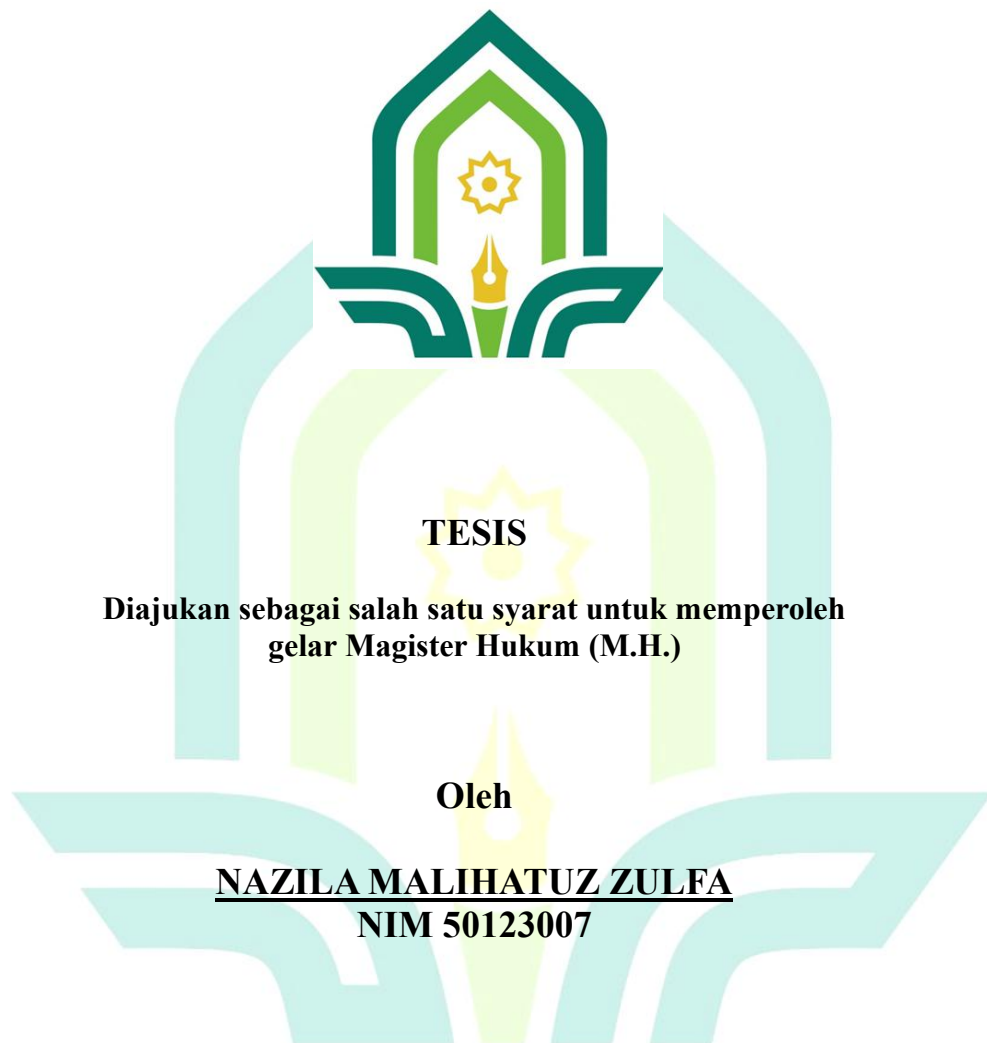 TESIS
Diajukan sebagai salah satu syarat untuk memperoleh
gelar Magister Hukum (M.H.)
Oleh
NAZILA MALIHATUZ ZULFA
NIM 50123007